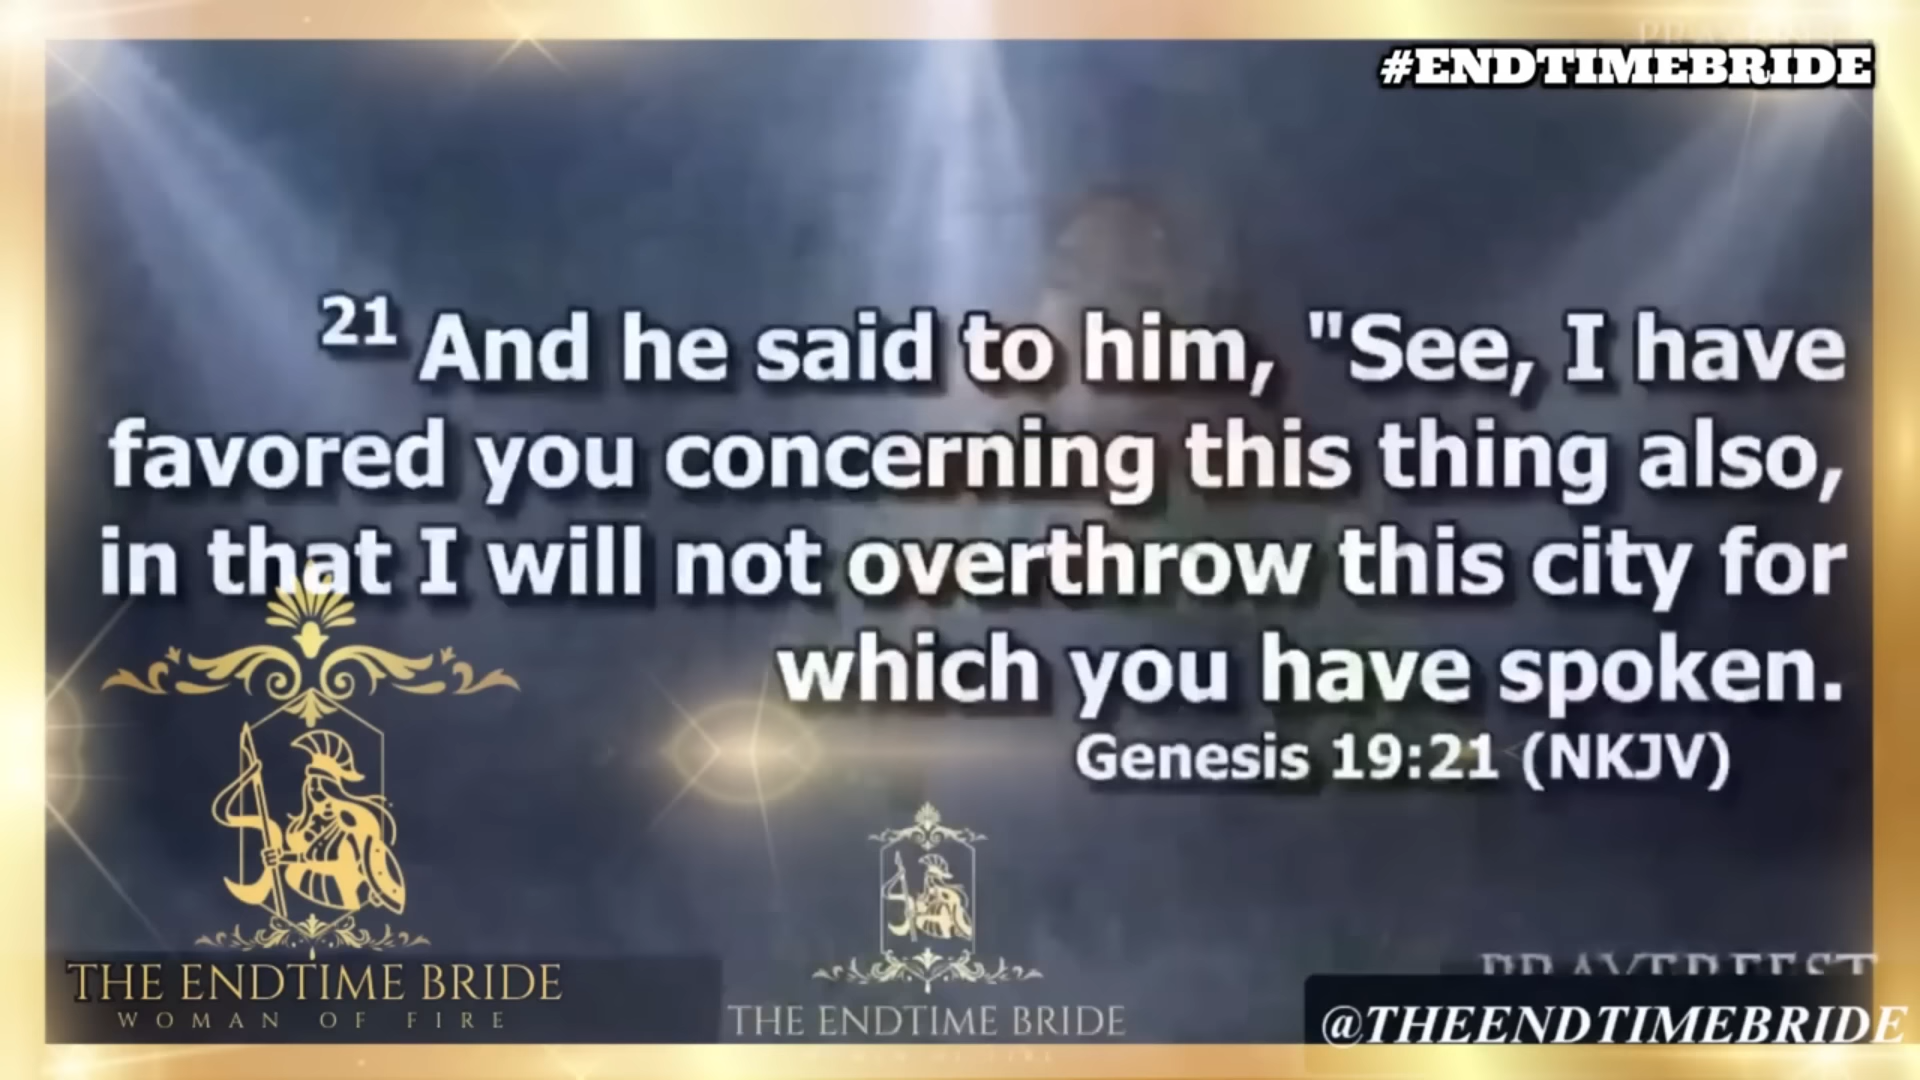 #ENDTIMEBRIDE
21 And he said to him, "See, I have
favored you concerning this thing also,
in that I will not overthrow this city for
which you have spoken.
Genesis 19:21 (NKJV)
THE ENDTIME BRIDE
WOMAN OF FIRE
THE ENDTIME BRIDE
PRAYERFEST
@THEENDTIMEBRIDE